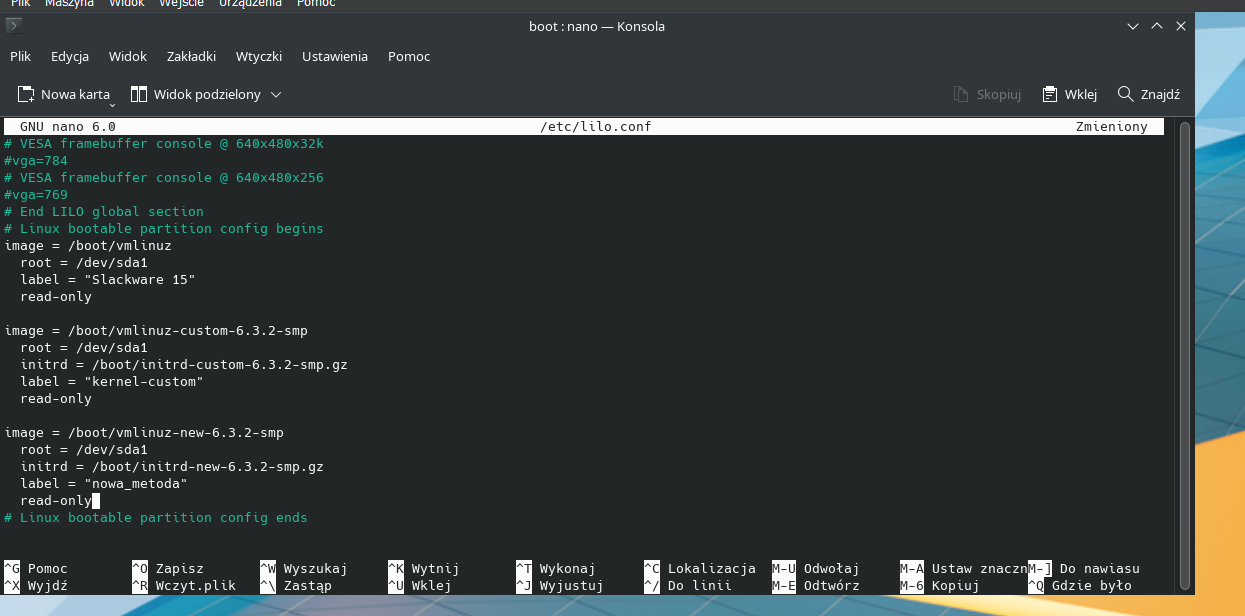 Plik Maszyna Widok Wejście Urządzenia Pomoc
boot : nano — Konsola
Plik Edycja Widok Zakładki Wtyczki Ustawienia Pomoc
Nowa karta Widok podzielony Skopiuj Wklej Znajdź
GNU nano 6.0 /etc/lilo.conf Zmieniony
# VESA framebuffer console @ 640x480x32k
#vga=784
# VESA framebuffer console @ 640x480x256
#vga=769
# End LILO global section
# Linux bootable partition config begins
image = /boot/vmlinuz
root = /dev/sda1
label = "Slackware 15"
read-only
image = /boot/vmlinuz-custom-6.3.2-smp
root = /dev/sda1
initrd = /boot/initrd-custom-6.3.2-smp.gz
label = "kernel-custom"
read-only
image = /boot/vmlinuz-new-6.3.2-smp
root = /dev/sda1
initrd = /boot/initrd-new-6.3.2-smp.gz
label = "nowa_metoda"
read-only
# Linux bootable partition config ends
^G Pomoc ^O Zapisz ^W Wyszukaj ^K Wytnij ^T Wykonaj ^C Lokalizacja M-U Odwołaj M-A Ustaw znacznM-] Do nawiasu
^X Wyjdź ^R Wczyt.plik ^\ Zastąp ^U Wklej ^J Wyjustuj ^/ Do linii M-E Odtwórz M-6 Kopiuj ^Q Gdzie było